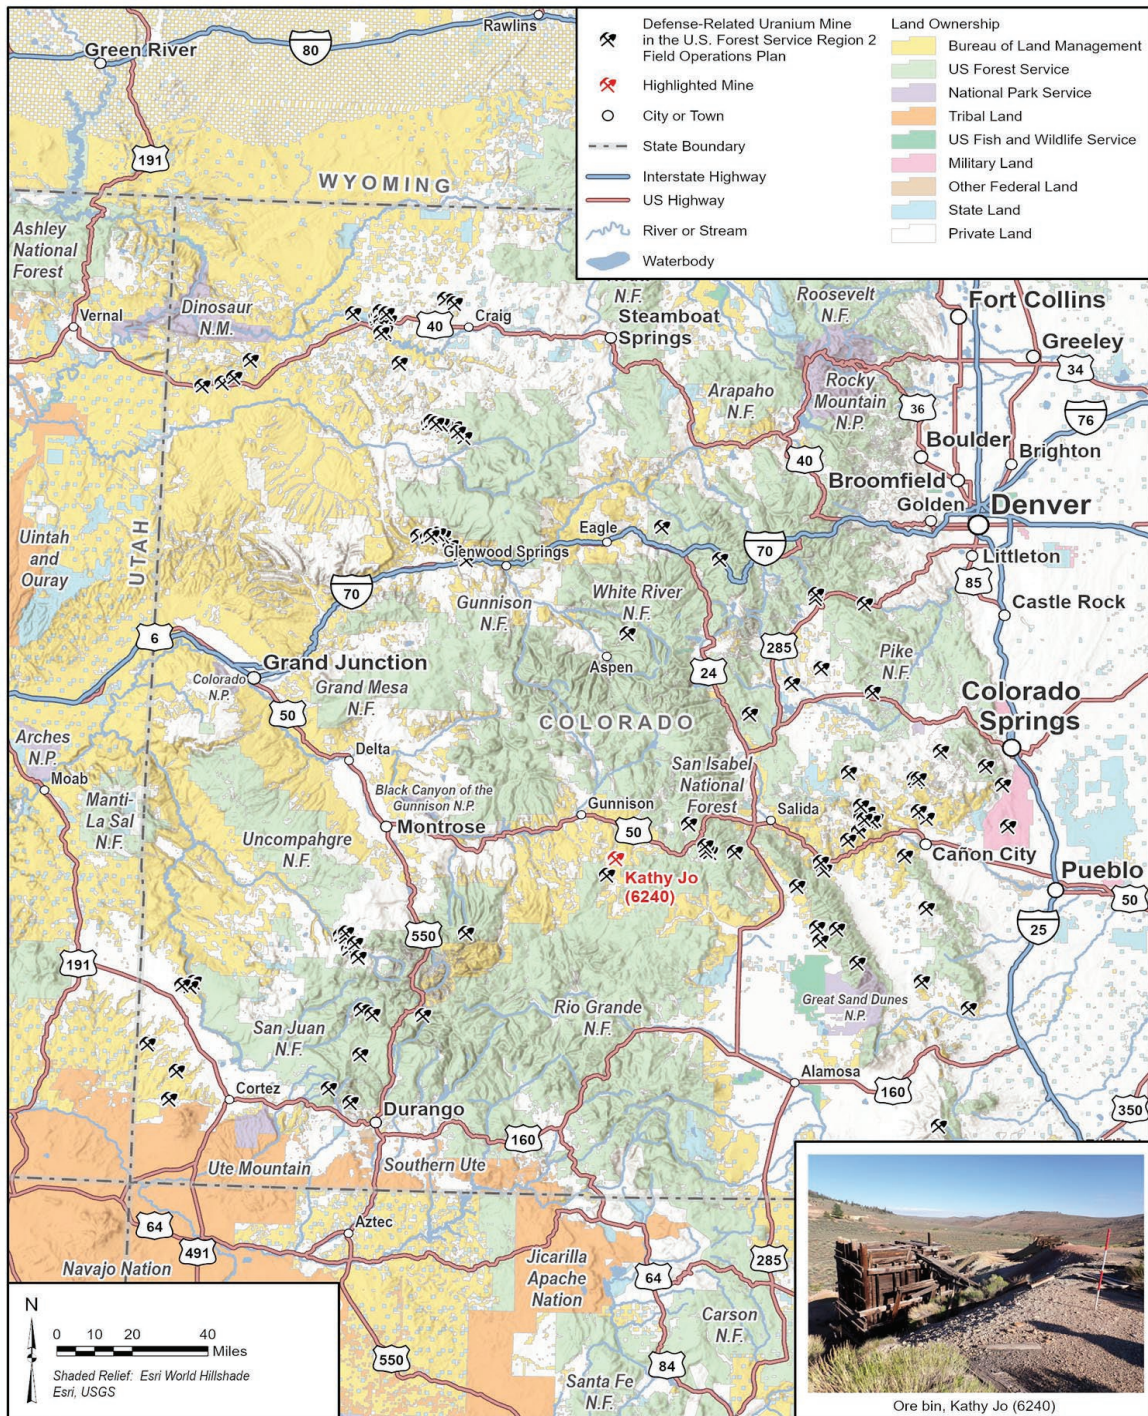 Defense-Related Uranium Mine
in the U.S. Forest Service Region 2
Field Operations Plan
Highlighted Mine
City or Town
State Boundary
Interstate Highway
US Highway
River or Stream
Waterbody
Land Ownership
Bureau of Land Management
US Forest Service
National Park Service
Tribal Land
US Fish and Wildlife Service
Military Land
Other Federal Land
State Land
Private Land
Rawlins
Green River
80
191
WYOMING
Ashley
National
Forest
Dinosaur
N.M.
Vernal
40
Craig
N.F.
Steamboat
Springs
Roosevelt
N.F.
Fort Collins
Greeley
34
Rocky
Mountain
N.P.
Arapaho
N.F.
36
76
Boulder
Brighton
40
Broomfield
Golden
Denver
Uintah
and
Ouray
UTAH
Eagle
Glenwood Springs
70
Littleton
85
70
Gunnison
N.F.
White River
N.F.
Castle Rock
6
Grand Junction
Colorado
N.P.
Grand Mesa
N.F.
Aspen
24
285
Pike
N.F.
50
COLORADO
Colorado
Springs
Arches
N.P.
Moab
Manti-
La Sal
N.F.
Delta
Black Canyon of the
Gunnison N.P.
Montrose
Uncompahgre
N.F.
Gunnison
50
San Isabel
National
Forest
Salida
Kathy Jo
(6240)
Cañon City
Pueblo
50
25
550
191
Great Sand Dunes
N.P.
Rio Grande
N.F.
San Juan
N.F.
Cortez
Durango
160
Alamosa
160
350
Ute Mountain
Southern Ute
64
491
Aztec
Navajo Nation
Jicarilla
Apache
Nation
64
285
Carson
N.F.
550
84
Santa Fe
N.F.
N
0 10 20 40
Miles
Shaded Relief: Esri World Hillshade
Esri, USGS
Ore bin, Kathy Jo (6240)